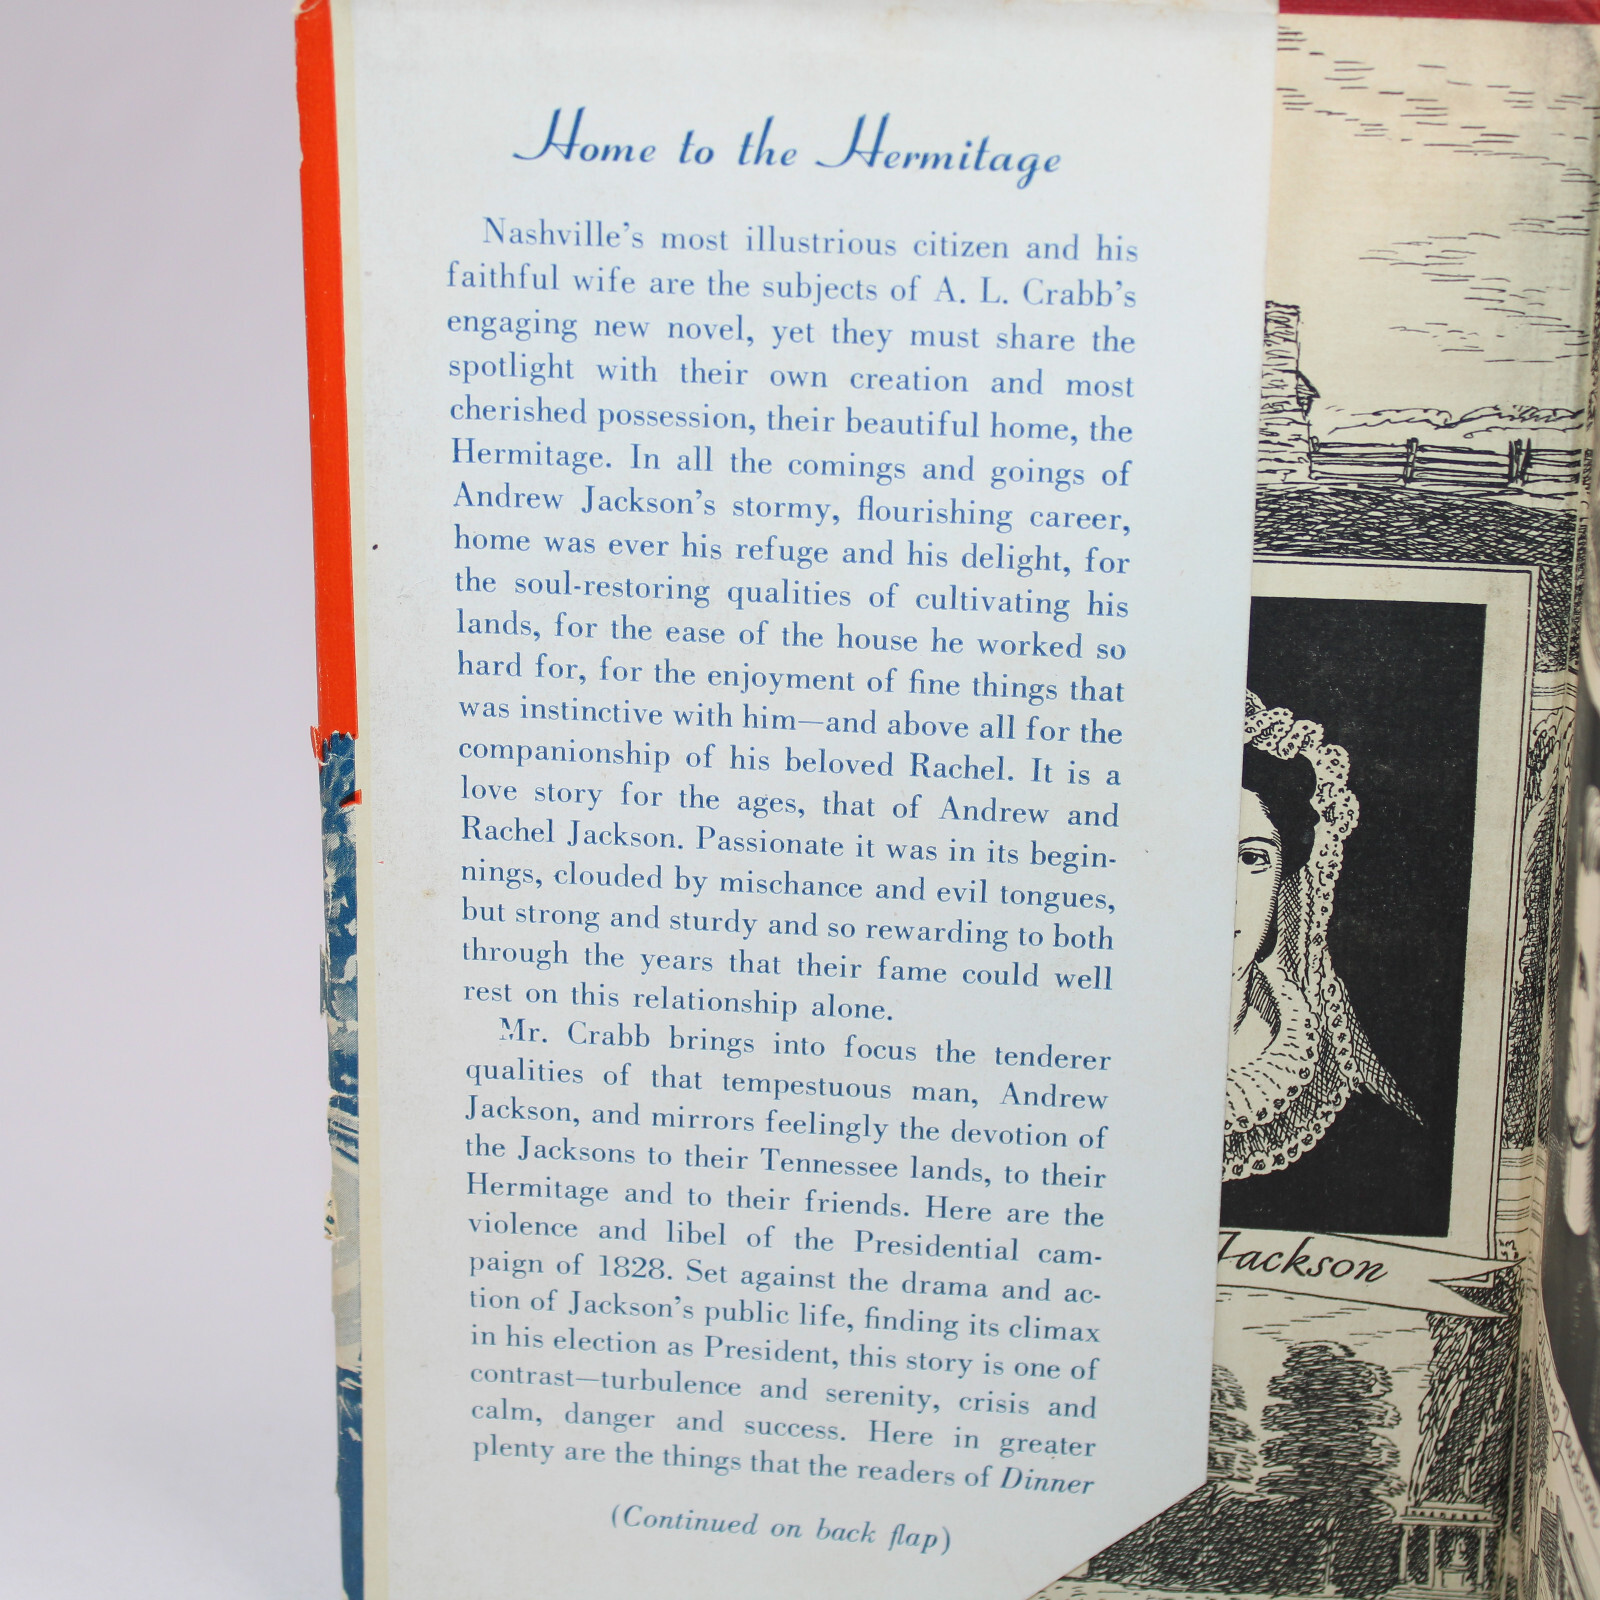 Home to the Hermitage
Nashville's most illustrious citizen and his
faithful wife are the subjects of A. L. Crabb's
engaging new novel, yet they must share the
spotlight with their own creation and most
cherished possession, their beautiful home, the
Hermitage. In all the comings and goings of
Andrew Jackson's stormy, flourishing career,
home was ever his refuge and his delight, for
the soul-restoring qualities of cultivating his
lands, for the ease of the house he worked so
hard for, for the enjoyment of fine things that
was instinctive with him—and above all for the
companionship of his beloved Rachel. It is a
love story for the ages, that of Andrew and
Rachel Jackson. Passionate it was in its begin-
nings, clouded by mischance and evil tongues,
but strong and sturdy and so rewarding to both
through the years that their fame could well
rest on this relationship alone.
Mr. Crabb brings into focus the tenderer
qualities of that tempestuous man, Andrew
Jackson, and mirrors feelingly the devotion of
the Jacksons to their Tennessee lands, to their
Hermitage and to their friends. Here are the
violence and libel of the Presidential cam-
paign of 1828. Set against the drama and ac-
tion of Jackson's public life, finding its climax
in his election as President, this story is one of
contrast—turbulence and serenity, crisis and
calm, danger and success. Here in greater
plenty are the things that the readers of Dinner
(Continued on back flap)
Jackson